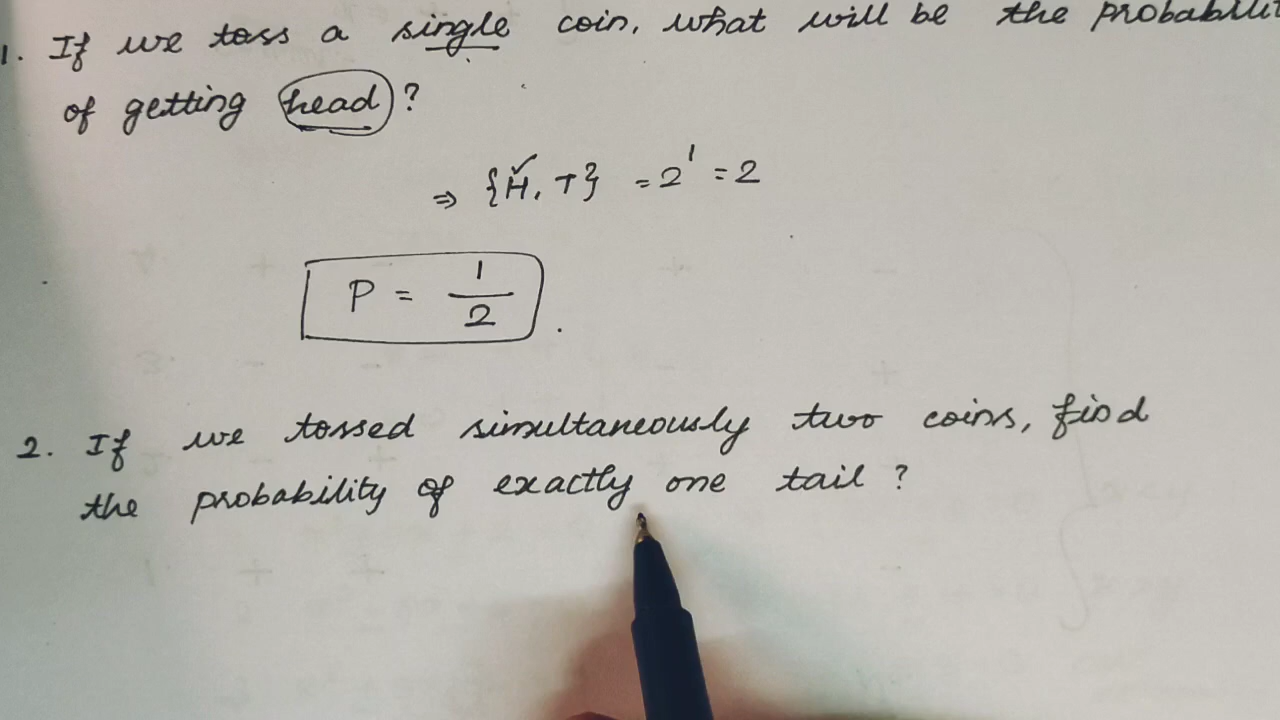 1. If we toss a single coin, what will be the probabilit
of getting head ?
⇒ {H, T} = 2¹ = 2
P = 1/2 .
2. If we tossed simultaneously two coins, find
the probability of exactly one tail ?